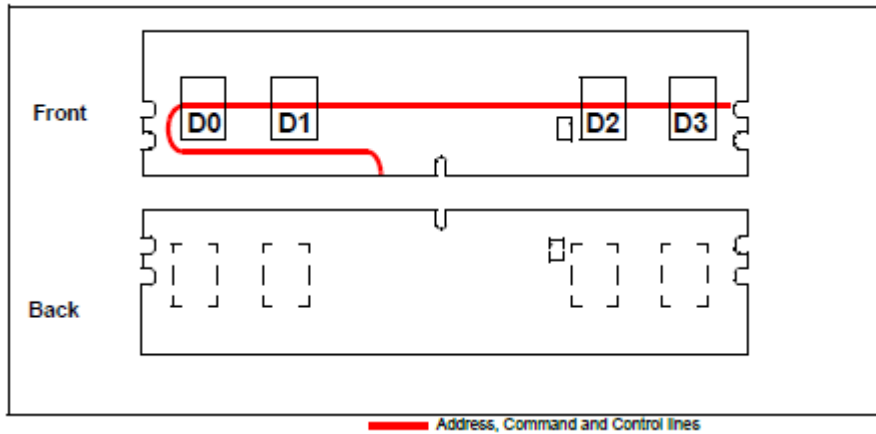 Front
D0 D1 D2 D3
Back
Address, Command and Control lines